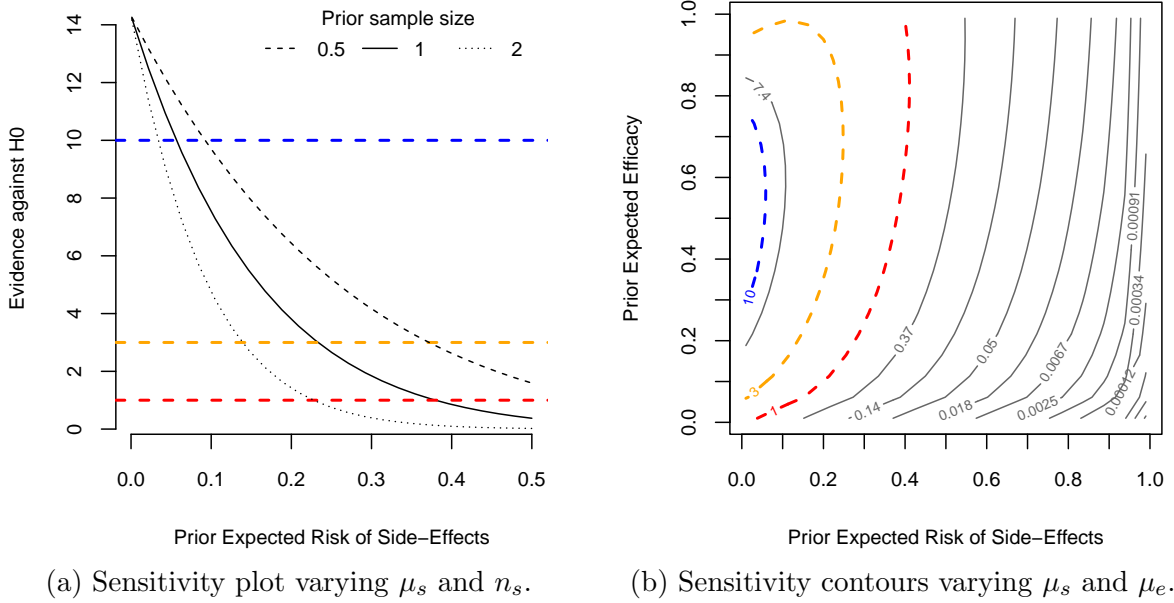 Prior sample size
0.5 1 2
Evidence against H0
14
12
10
8
6
4
2
0
0.0 0.1 0.2 0.3 0.4 0.5
Prior Expected Risk of Side−Effects
(a) Sensitivity plot varying μs and ns.
Prior Expected Efficacy
1.0
0.8
0.6
0.4
0.2
0.0
7.4
10
3
1
0.37
0.14
0.05
0.018
0.0067
0.0025
0.00091
0.00034
0.00012
0.0 0.2 0.4 0.6 0.8 1.0
Prior Expected Risk of Side−Effects
(b) Sensitivity contours varying μs and μe.